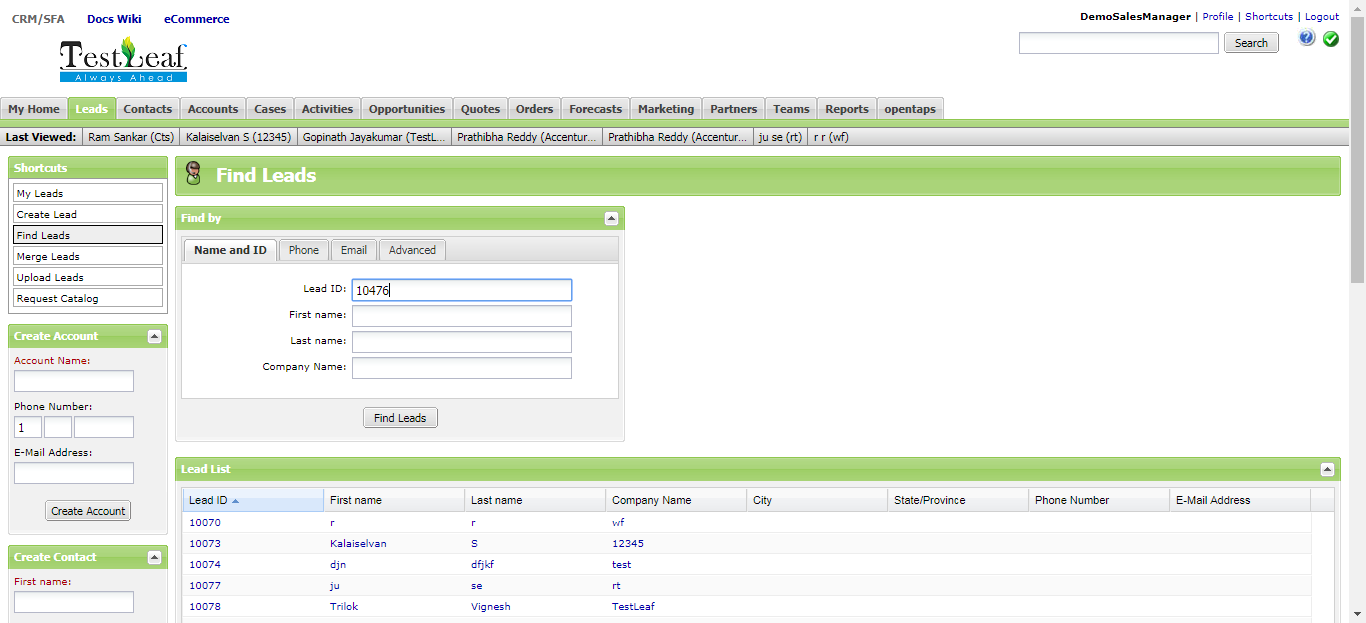 CRM/SFA Docs Wiki eCommerce
DemoSalesManager | Profile | Shortcuts | Logout
TestLeaf
Always Ahead
Search
My Home Leads Contacts Accounts Cases Activities Opportunities Quotes Orders Forecasts Marketing Partners Teams Reports opentaps
Last Viewed: Ram Sankar (Cts) Kalaiselvan S (12345) Gopinath Jayakumar (TestL... Prathibha Reddy (Accentur... Prathibha Reddy (Accentur... ju se (rt) r r (wf)
Shortcuts
My Leads
Create Lead
Find Leads
Merge Leads
Upload Leads
Request Catalog
Create Account
Account Name:
Phone Number:
1
E-Mail Address:
Create Account
Create Contact
First name:
Find Leads
Find by
Name and ID Phone Email Advanced
Lead ID: 10476
First name:
Last name:
Company Name:
Find Leads
Lead List
Lead ID First name Last name Company Name City State/Province Phone Number E-Mail Address
10070 r r wf
10073 Kalaiselvan S 12345
10074 djn dfjkf test
10077 ju se rt
10078 Trilok Vignesh TestLeaf